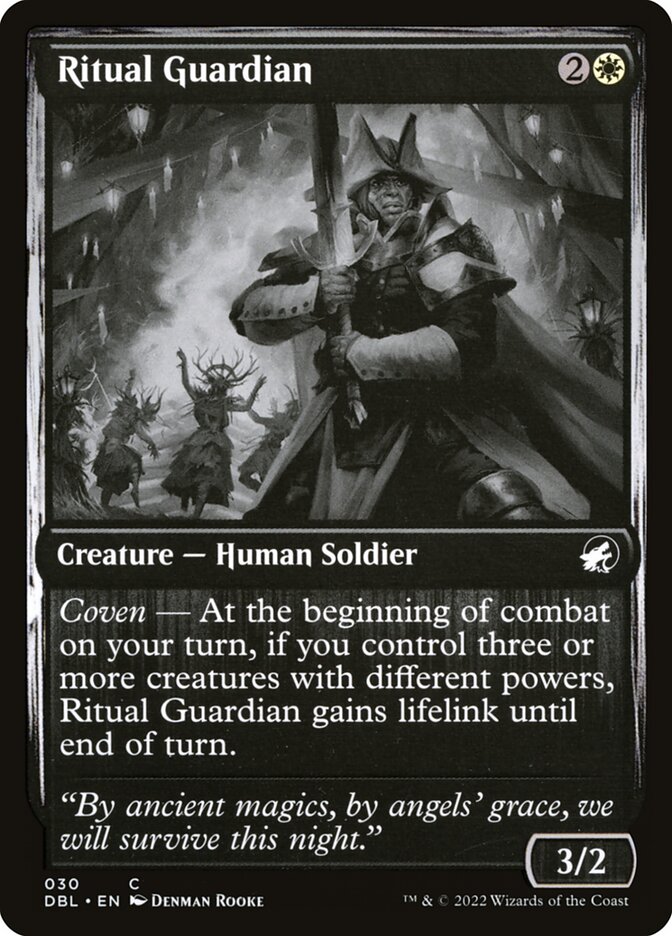 Ritual Guardian 2
Creature — Human Soldier
Coven — At the beginning of combat
on your turn, if you control three or
more creatures with different powers,
Ritual Guardian gains lifelink until
end of turn.
“By ancient magics, by angels’ grace, we
will survive this night.”
3/2
030 C
DBL • EN DENMAN ROOKE ™ & © 2022 Wizards of the Coast